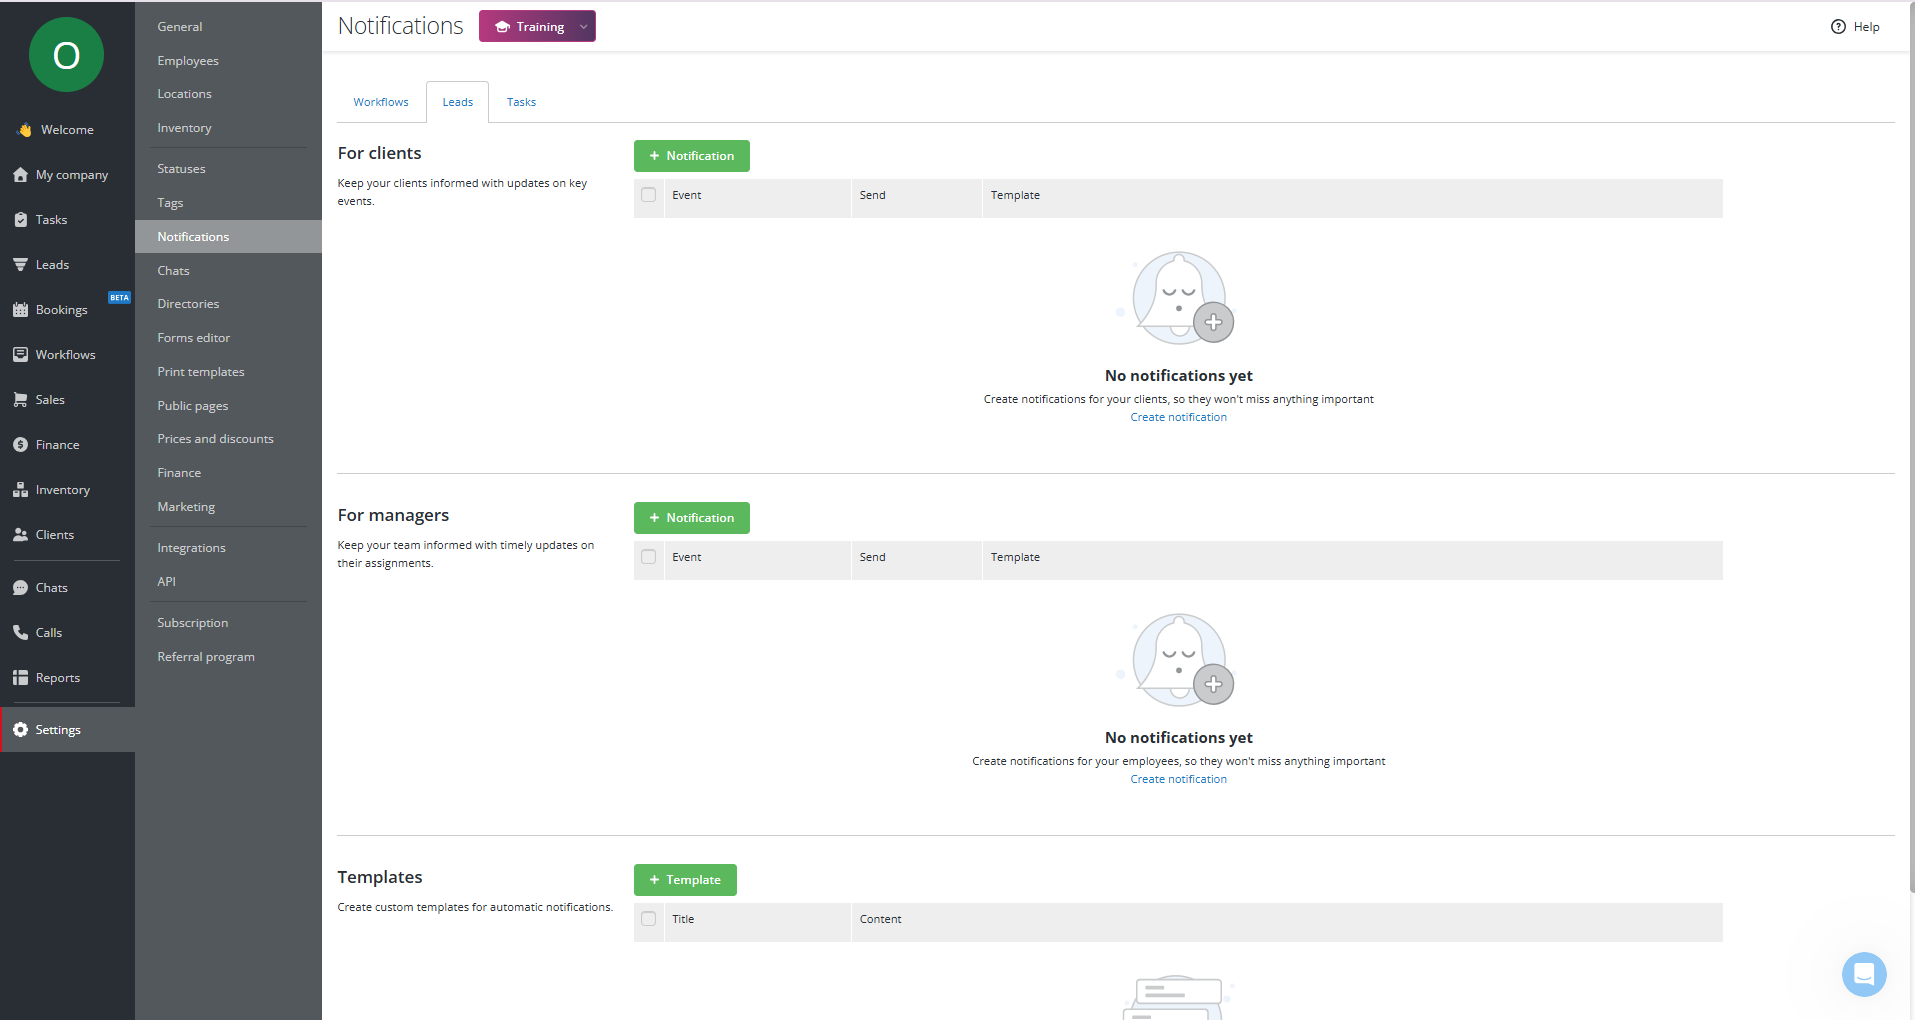 O
Welcome
My company
Tasks
Leads
BETA
Bookings
Workflows
Sales
Finance
Inventory
Clients
Chats
Calls
Reports
Settings
General
Employees
Locations
Inventory
Statuses
Tags
Notifications
Chats
Directories
Forms editor
Print templates
Public pages
Prices and discounts
Finance
Marketing
Integrations
API
Subscription
Referral program
Notifications
Training
Help
Workflows
Leads
Tasks
For clients
Keep your clients informed with updates on key
events.
+ Notification
Event Send Template
No notifications yet
Create notifications for your clients, so they won't miss anything important
Create notification
For managers
Keep your team informed with timely updates on
their assignments.
+ Notification
Event Send Template
No notifications yet
Create notifications for your employees, so they won't miss anything important
Create notification
Templates
Create custom templates for automatic notifications.
+ Template
Title Content